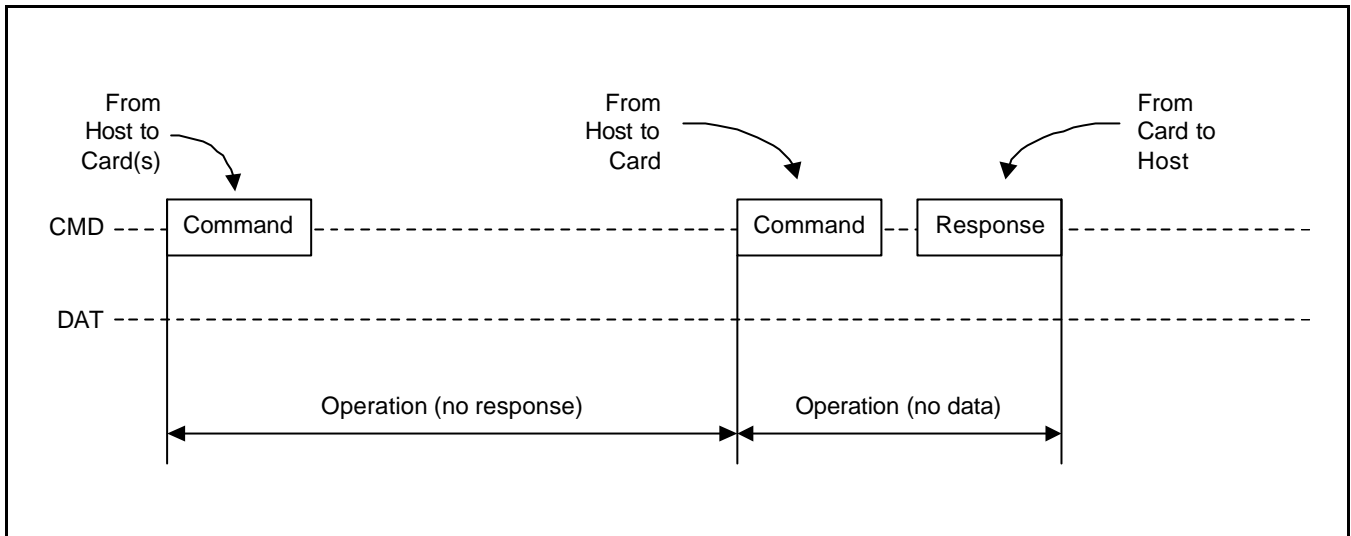 From
Host to
Card(s)
From
Host to
Card
From
Card to
Host
CMD
Command
Command
Response
DAT
Operation (no response)
Operation (no data)